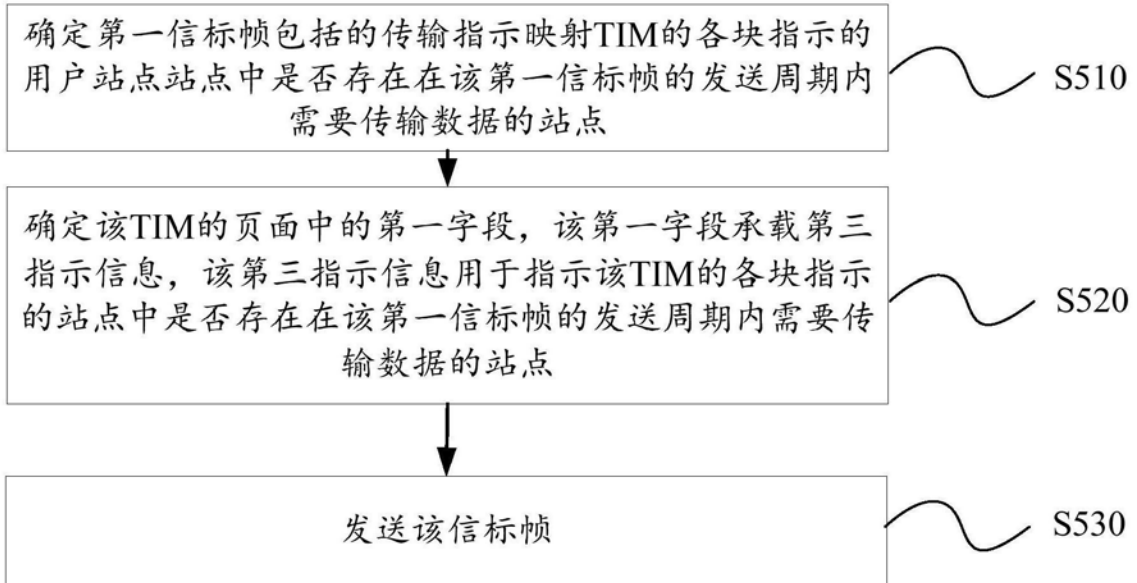 确定第一信标帧包括的传输指示映射TIM的各块指示的
用户站点站点中是否存在在该第一信标帧的发送周期内
需要传输数据的站点
S510
确定该TIM的页面中的第一字段，该第一字段承载第三
指示信息，该第三指示信息用于指示该TIM的各块指示
的站点中是否存在在该第一信标帧的发送周期内需要传
输数据的站点
S520
发送该信标帧
S530